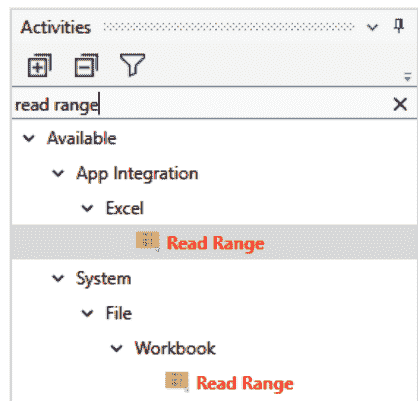 Activities
read range
Available
App Integration
Excel
Read Range
System
File
Workbook
Read Range